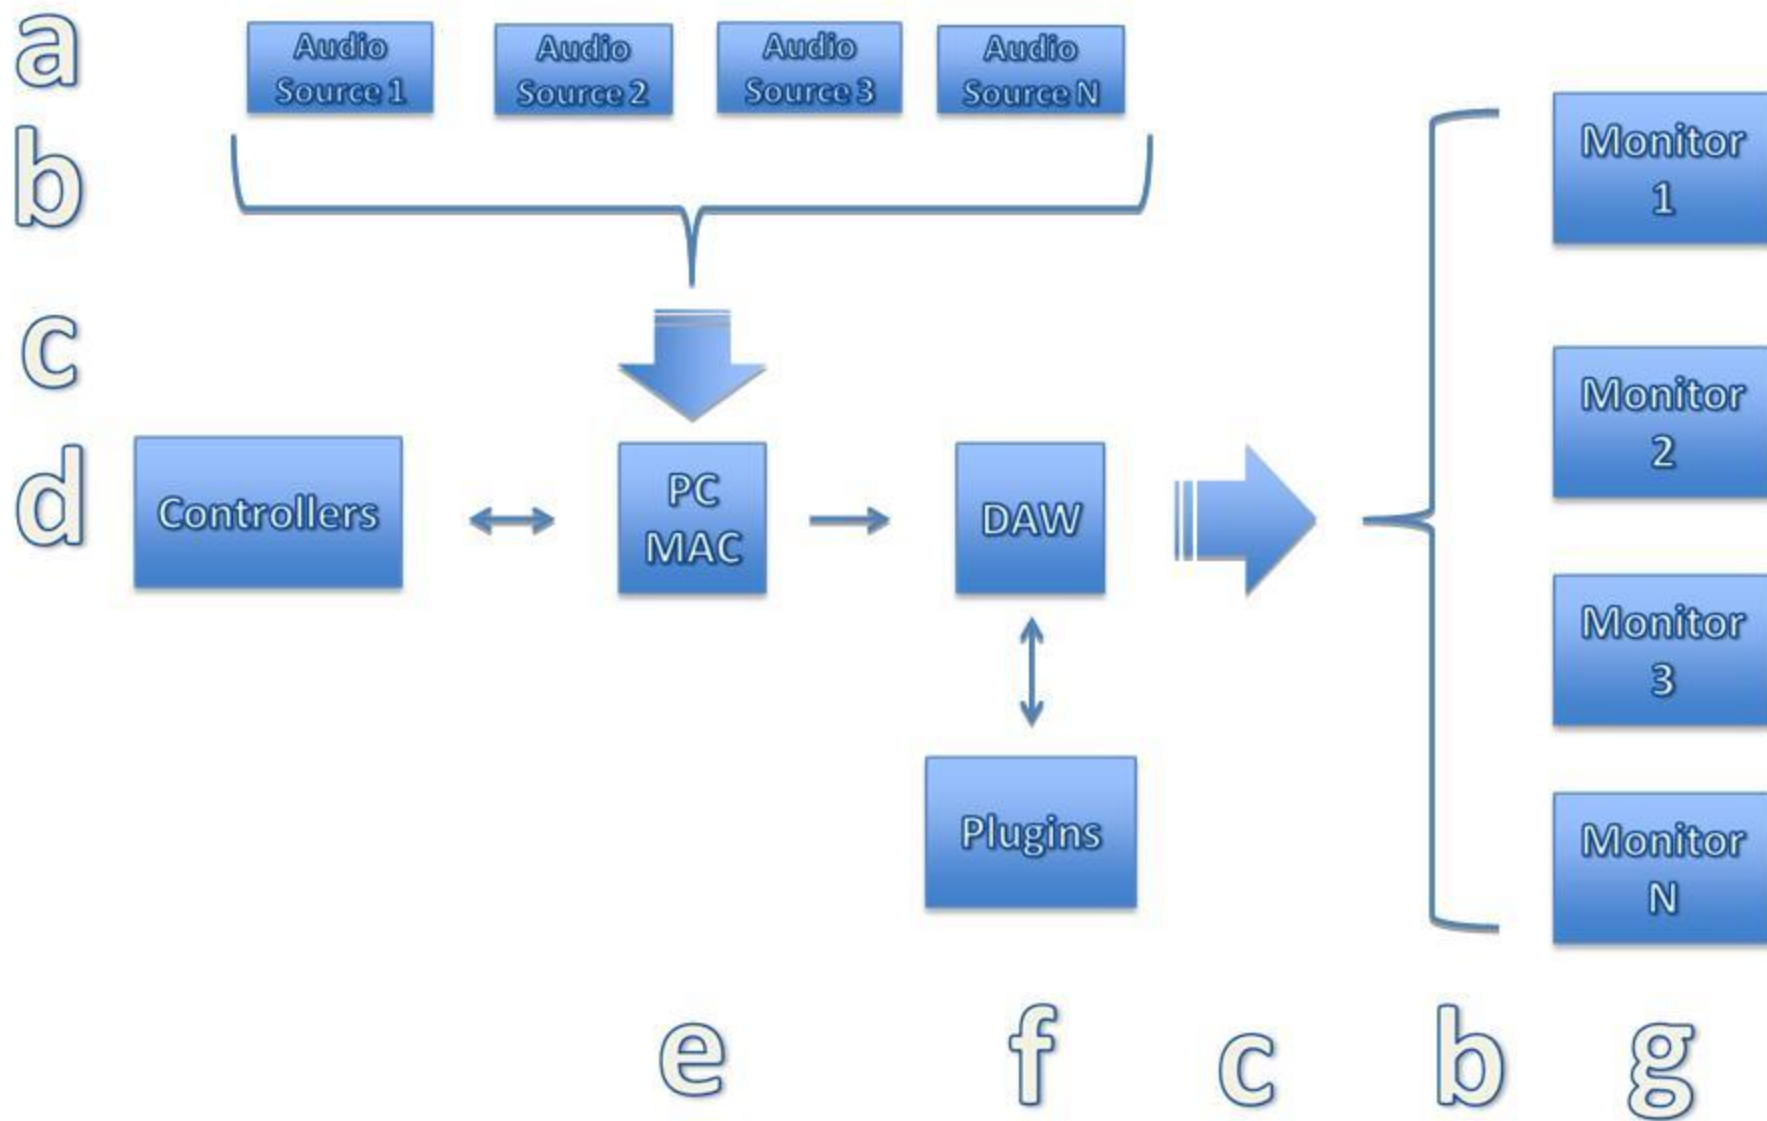 a
Audio
Source 1
Audio
Source 2
Audio
Source 3
Audio
Source N
b
c
d
Controllers
PC
MAC
DAW
Plugins
Monitor
1
Monitor
2
Monitor
3
Monitor
N
e
f
c
b
g